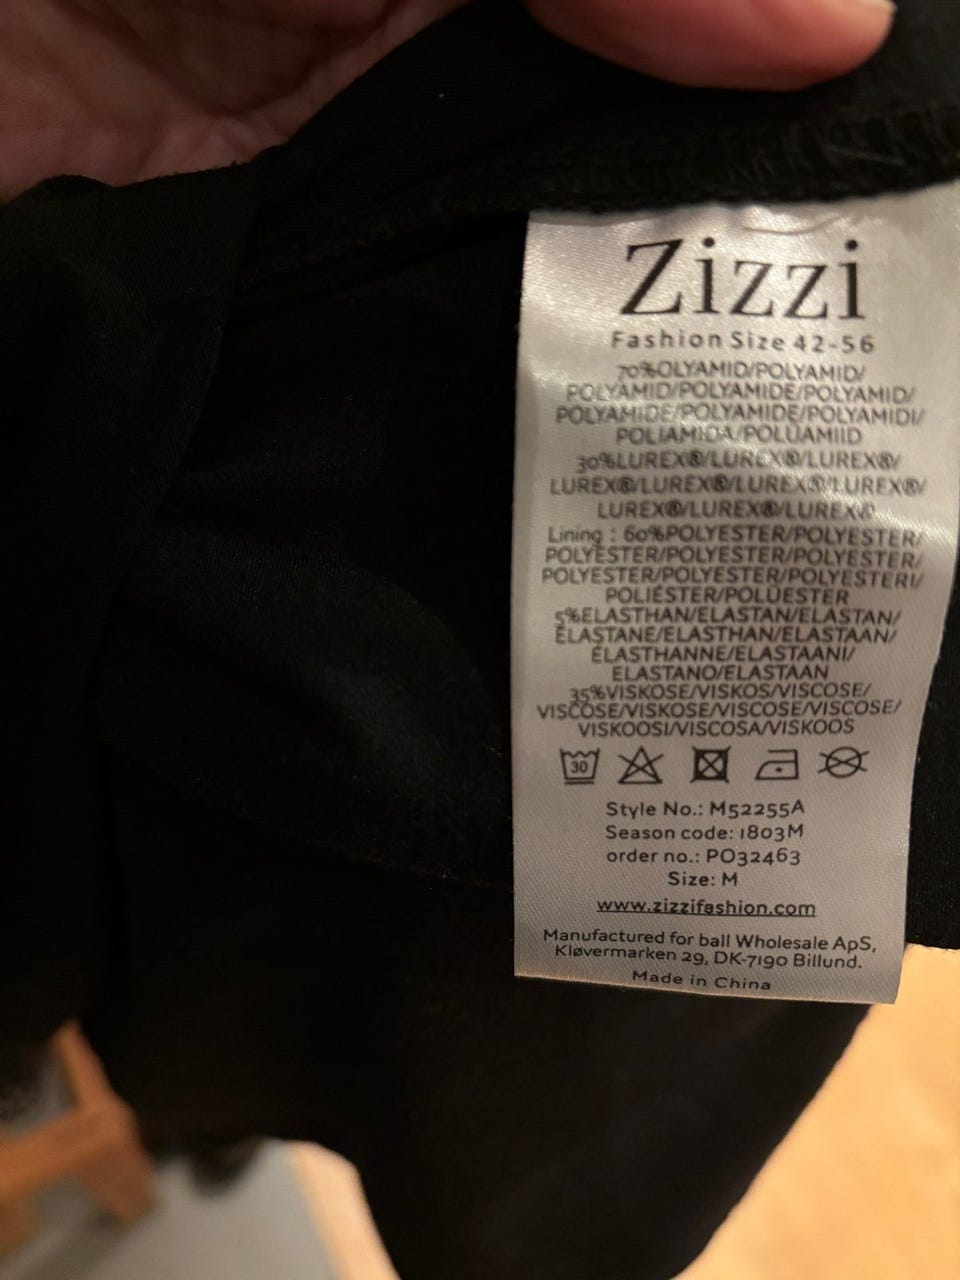 Zizzi
Fashion Size 42-56
70%OLYAMID/POLYAMID/
POLYAMID/POLYAMIDE/POLYAMID/
POLYAMIDE/POLYAMIDE/POLYAMIDI/
POLIAMIDA/POLÜAMIID
30%LUREX®/LUREX®/LUREX®/
LUREX®/LUREX®/LUREX®/LUREX®/
LUREX®/LUREX®/LUREX®
Lining : 60%POLYESTER/POLYESTER/
POLYESTER/POLYESTER/POLYESTER/
POLYESTER/POLYESTER/POLYESTERI/
POLIÉSTER/POLÜESTER
5%ELASTHAN/ELASTAN/ELASTAN/
ELASTANE/ELASTHAN/ELASTAAN/
ÉLASTHANNE/ELASTAANI/
ELASTANO/ELASTAAN
35%VISKOSE/VISKOS/VISCOSE/
VISCOSE/VISKOSE/VISCOSE/VISCOSE/
VISKOOSI/VISCOSA/VISKOOS
30
Style No.: M52255A
Season code: 1803M
order no.: PO32463
Size: M
www.zizzifashion.com
Manufactured for ball Wholesale ApS,
Kløvermarken 29, DK-7190 Billund.
Made in China